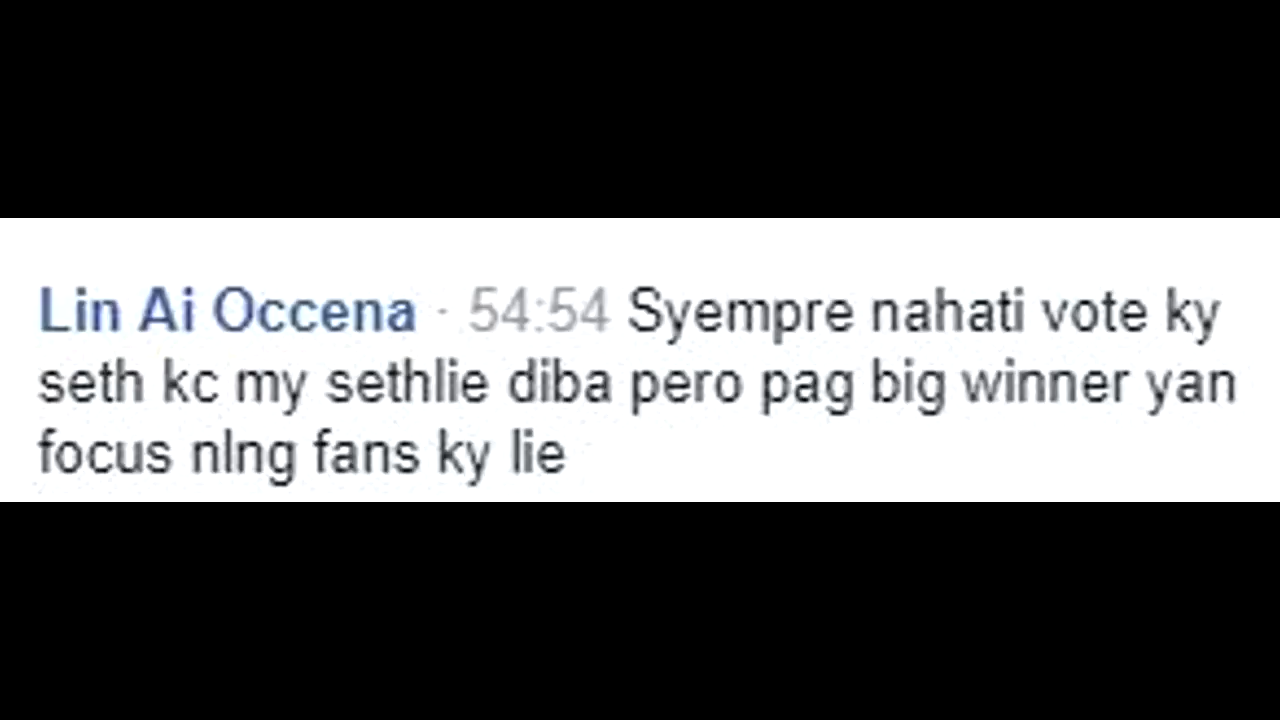 Lin Ai Occena · 54:54 Syempre nahati vote ky
seth kc my sethlie diba pero pag big winner yan
focus nlng fans ky lie